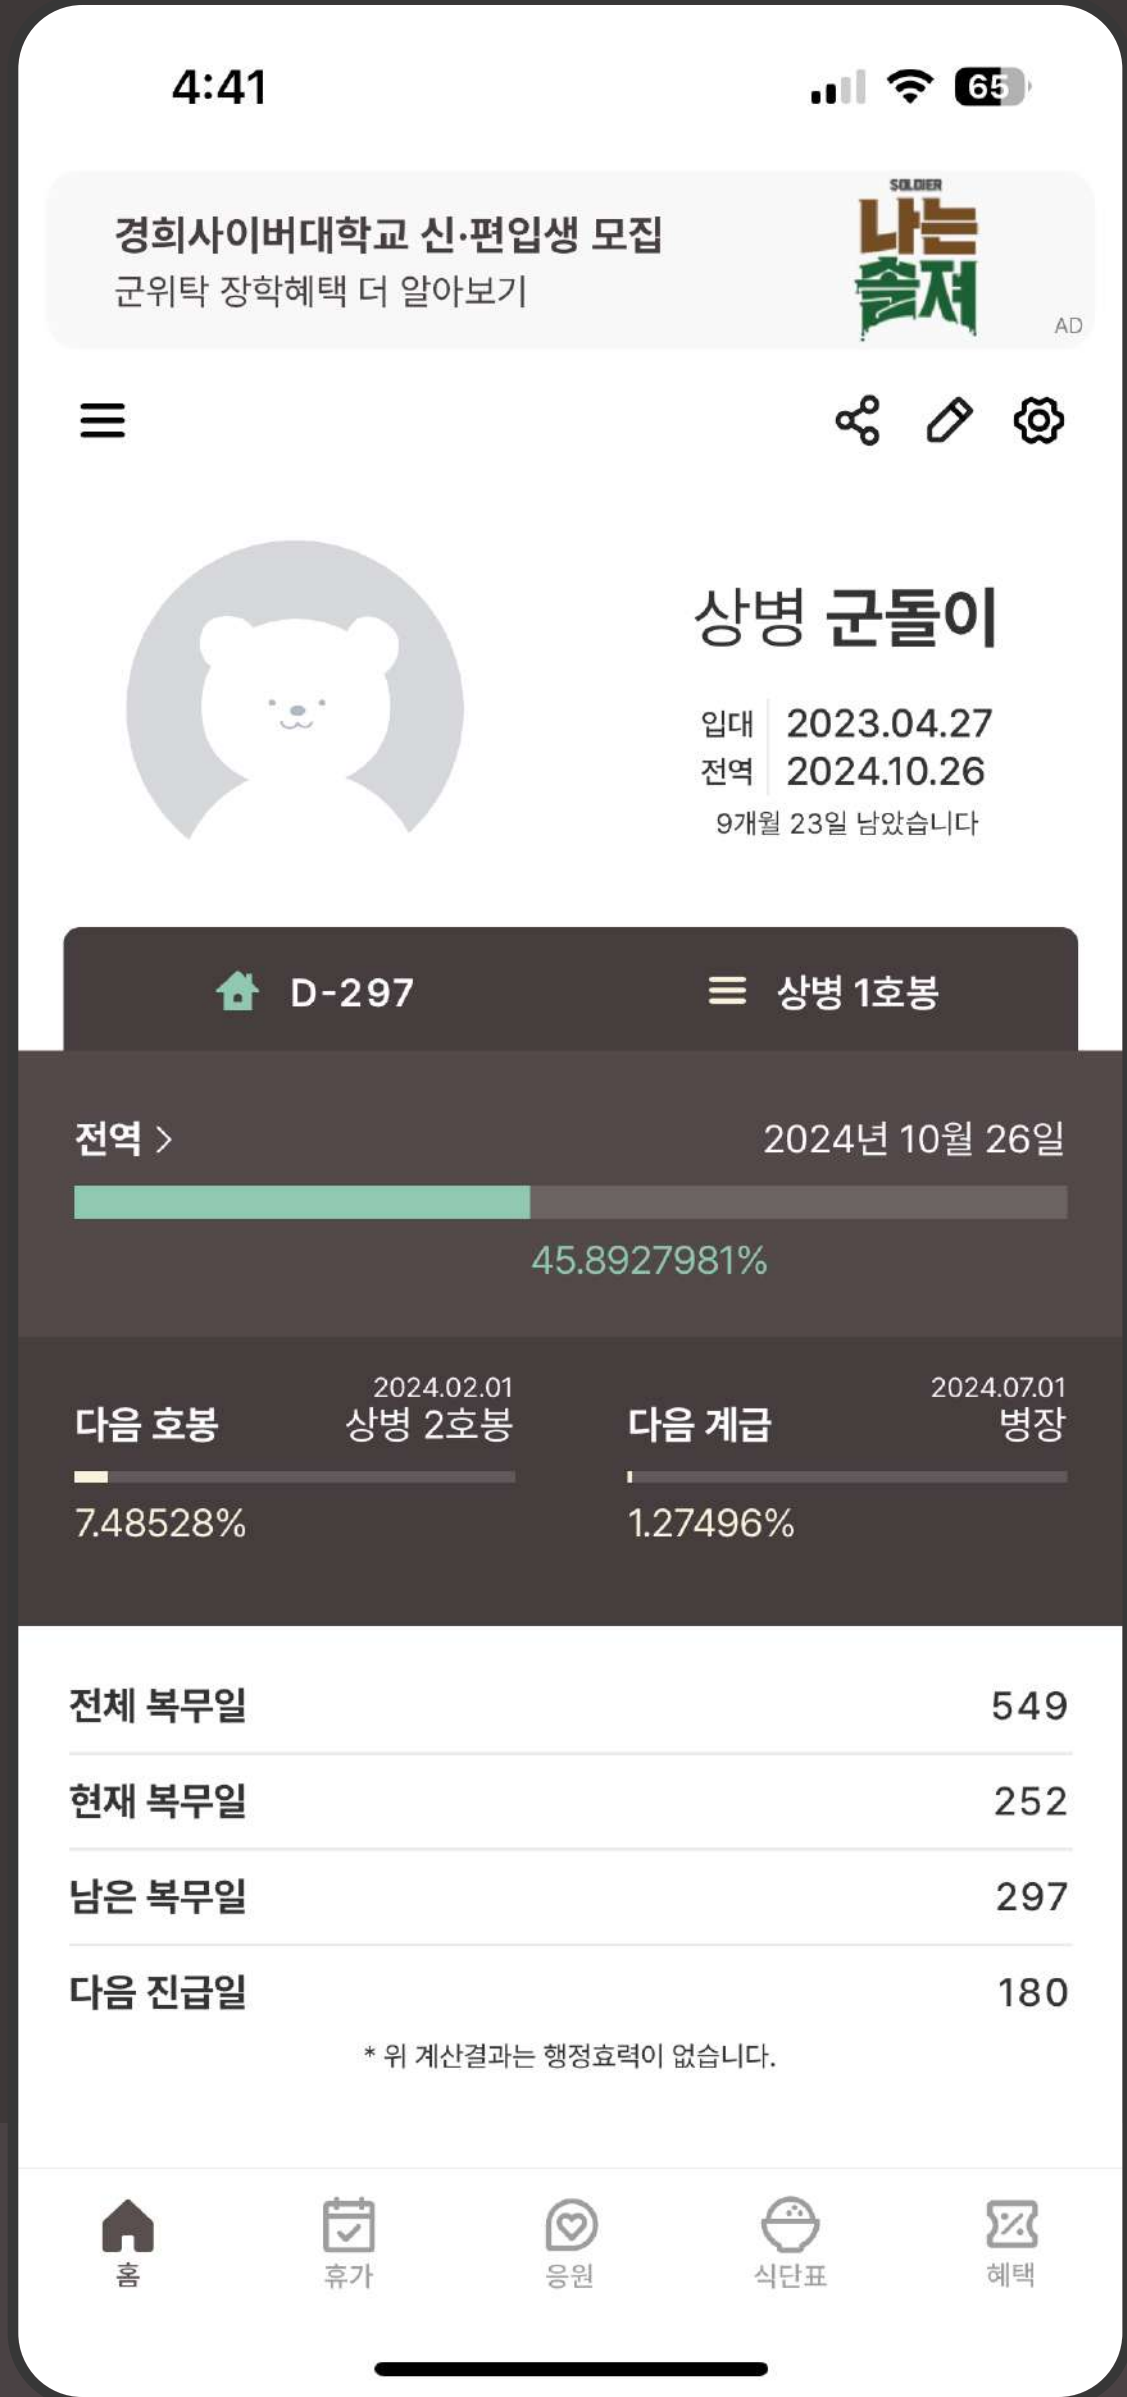 4:41
65
경희사이버대학교 신·편입생 모집
군위탁 장학혜택 더 알아보기
SOLDIER
나는
솔져
AD
상병 군돌이
입대 2023.04.27
전역 2024.10.26
9개월 23일 남았습니다
D-297
상병 1호봉
전역 >
2024년 10월 26일
45.8927981%
2024.02.01
다음 호봉 상병 2호봉
7.48528%
2024.07.01
다음 계급 병장
1.27496%
전체 복무일 549
현재 복무일 252
남은 복무일 297
다음 진급일 180
* 위 계산결과는 행정효력이 없습니다.
홈
휴가
응원
식단표
혜택